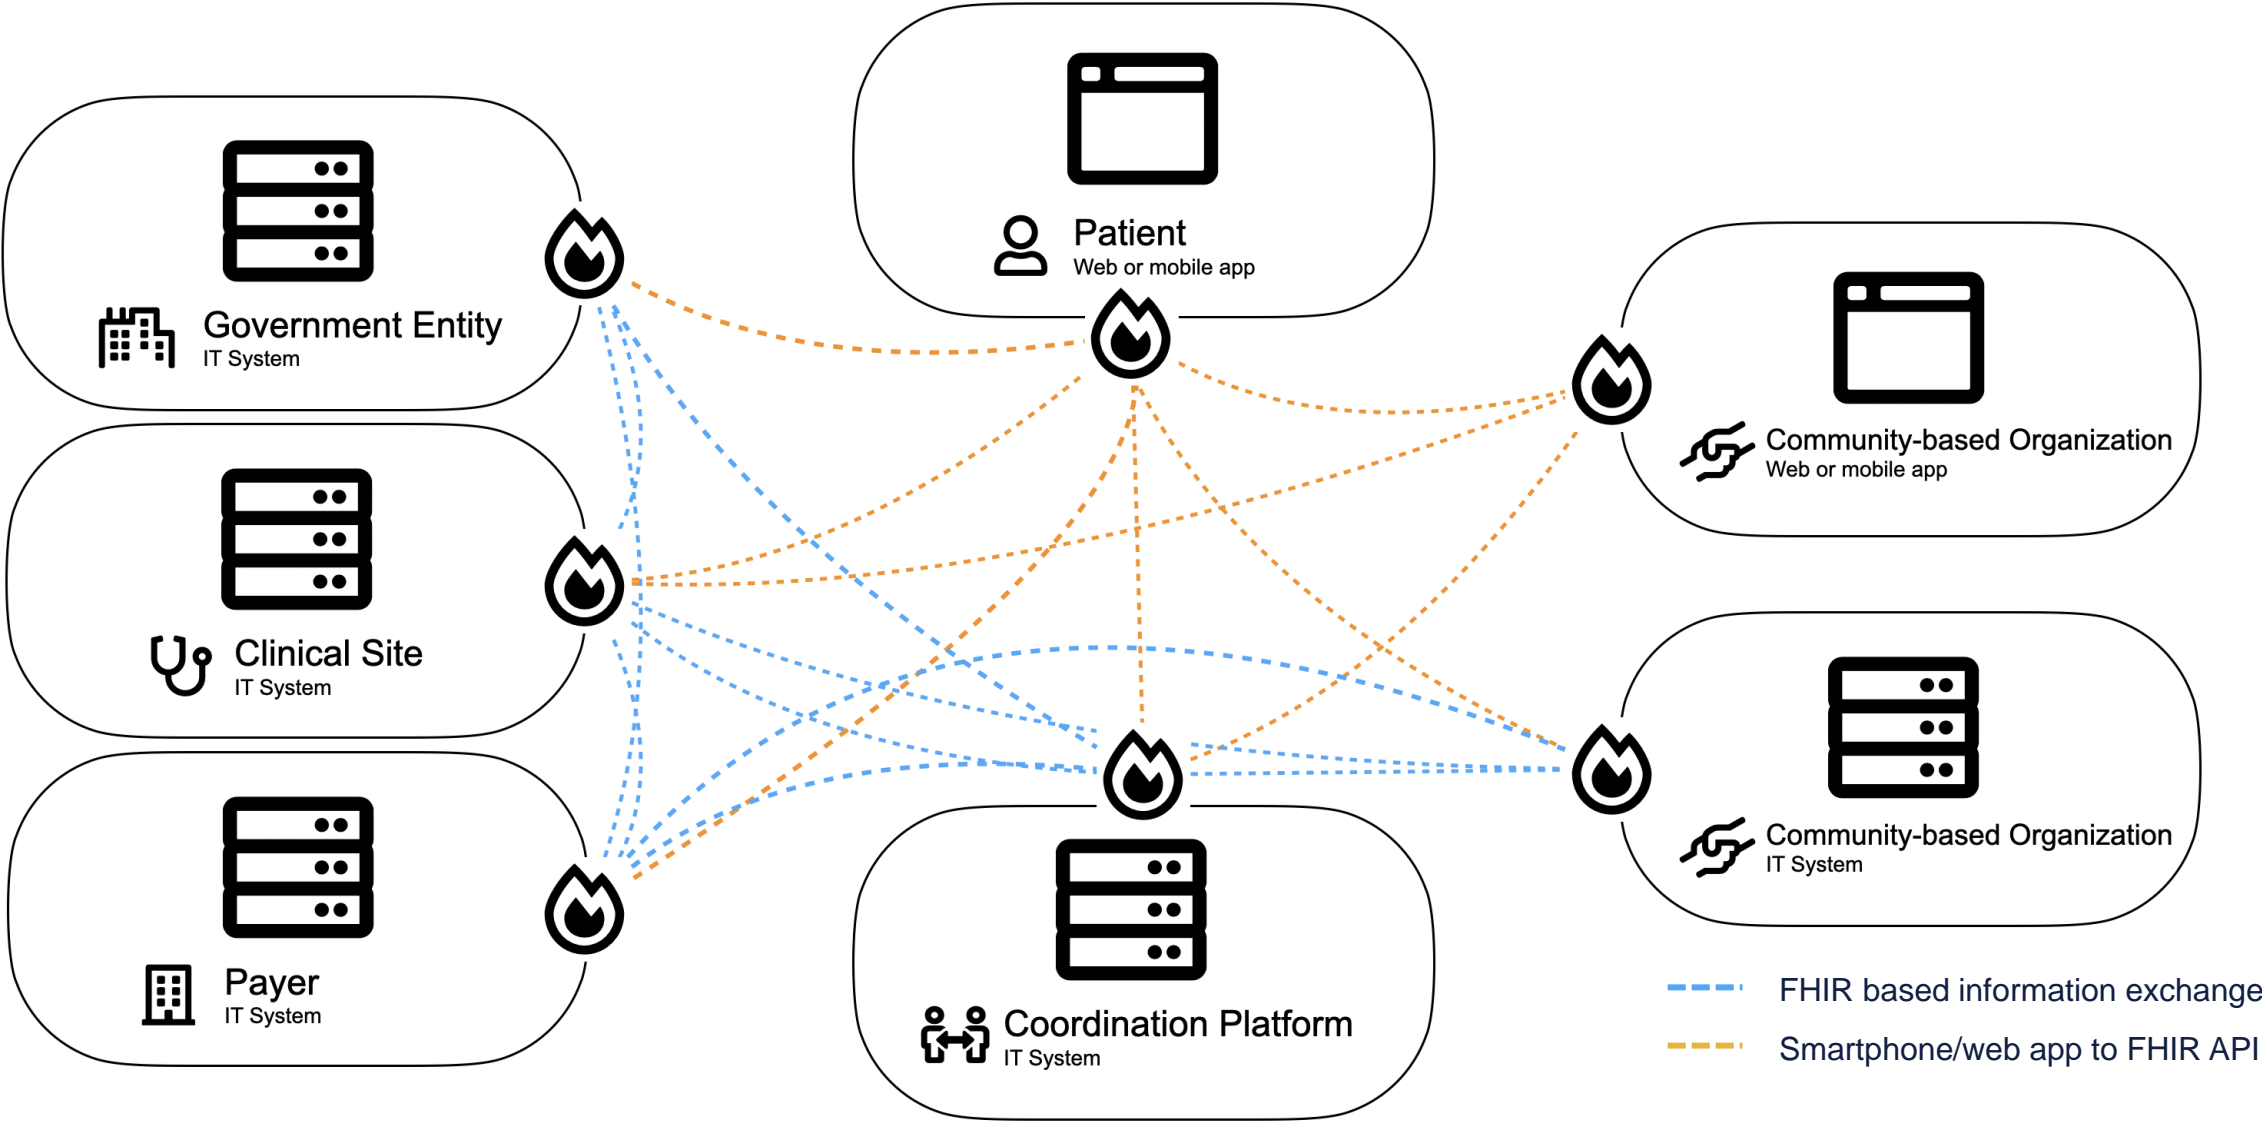 Patient
Web or mobile app
Government Entity
IT System
Community-based Organization
Web or mobile app
Clinical Site
IT System
Community-based Organization
IT System
Payer
IT System
Coordination Platform
IT System
FHIR based information exchange
Smartphone/web app to FHIR API